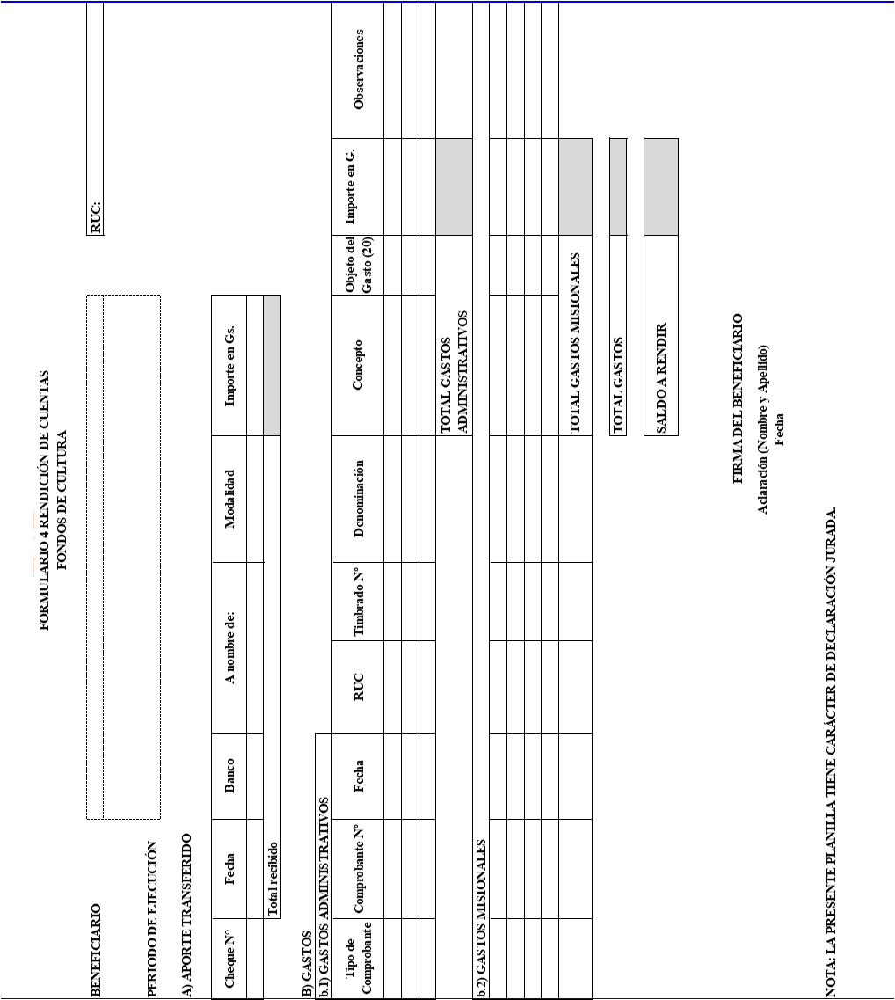 FORMULARIO 4 RENDICIÓN DE CUENTAS
FONDOS DE CULTURA
BENEFICIARIO RUC:
PERIODO DE EJECUCIÓN
A) APORTE TRANSFERIDO
Cheque N° Fecha Banco A nombre de: Modalidad Importe en Gs.
Total recibido
B) GASTOS
b.1) GASTOS ADMINISTRATIVOS
Tipo de Comprobante Comprobante Nº Fecha RUC Timbrado Nº Denominación Concepto Objeto del Gasto (20) Importe en G. Observaciones
TOTAL GASTOS
ADMINISTRATIVOS
b.2) GASTOS MISIONALES
TOTAL GASTOS MISIONALES
TOTAL GASTOS
SALDO A RENDIR
FIRMA DEL BENEFICIARIO
Aclaración (Nombre y Apellido)
Fecha
NOTA: LA PRESENTE PLANILLA TIENE CARÁCTER DE DECLARACIÓN JURADA.